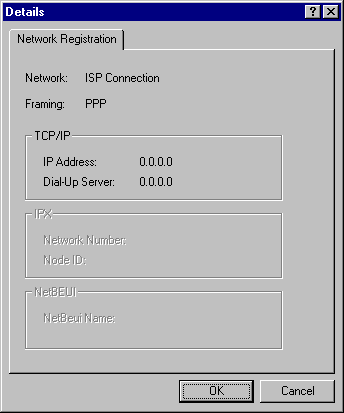 Details
Network Registration
Network: ISP Connection
Framing: PPP
TCP/IP
IP Address: 0.0.0.0
Dial-Up Server: 0.0.0.0
IPX
Network Number:
Node ID:
NetBEUI
NetBeui Name:
OK Cancel